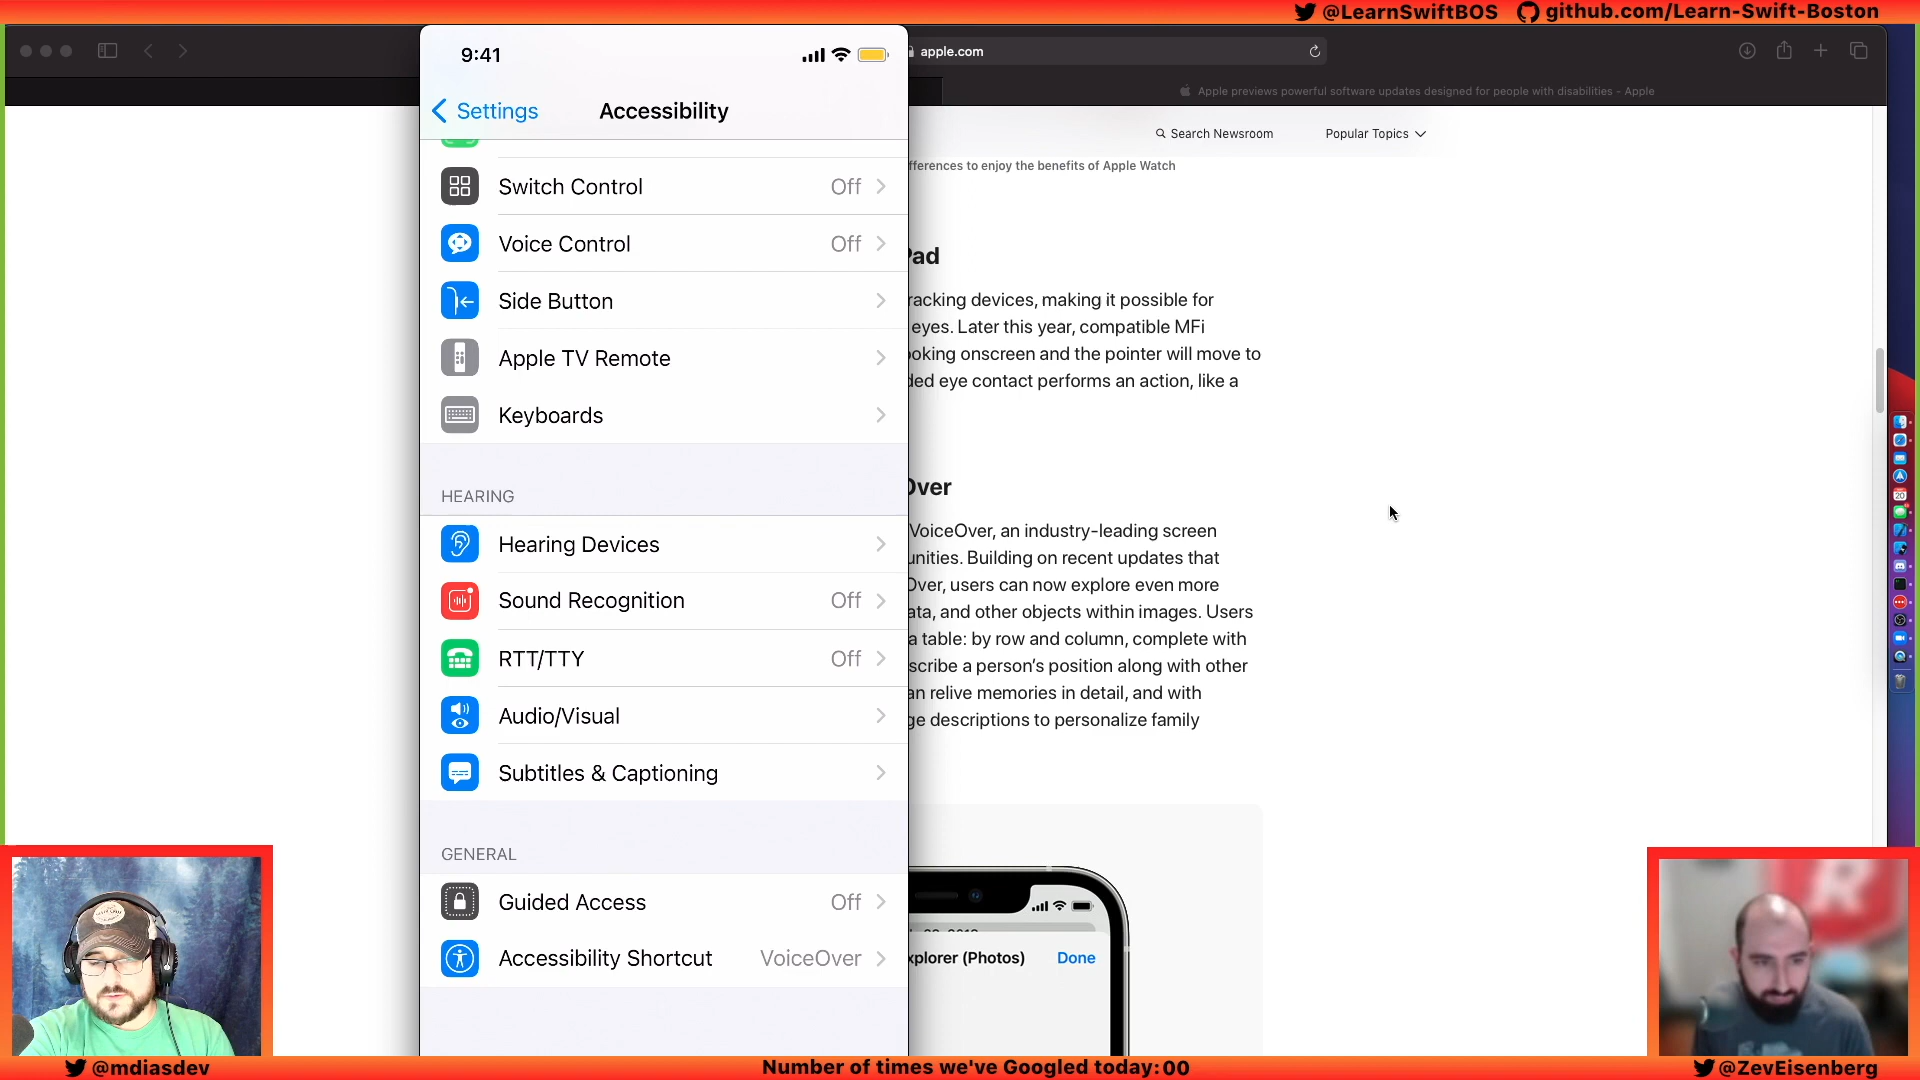 @LearnSwiftBOS github.com/Learn-Swift-Boston
9:41
apple.com
Settings
Accessibility
Apple previews powerful software updates designed for people with disabilities - Apple
Search Newsroom
Popular Topics
fferences to enjoy the benefits of Apple Watch
Switch Control Off
Voice Control Off
Side Button
Apple TV Remote
Keyboards
HEARING
Hearing Devices
Sound Recognition Off
RTT/TTY Off
Audio/Visual
Subtitles & Captioning
GENERAL
Guided Access Off
Accessibility Shortcut VoiceOver
Pad
racking devices, making it possible for
eyes. Later this year, compatible MFi
ooking onscreen and the pointer will move to
ded eye contact performs an action, like a
Over
VoiceOver, an industry-leading screen
unities. Building on recent updates that
Over, users can now explore even more
ata, and other objects within images. Users
a table: by row and column, complete with
scribe a person's position along with other
an relive memories in detail, and with
ge descriptions to personalize family
xplorer (Photos)
Done
20
R
@mdiasdev
Number of times we've Googled today: 00
@ZevEisenberg